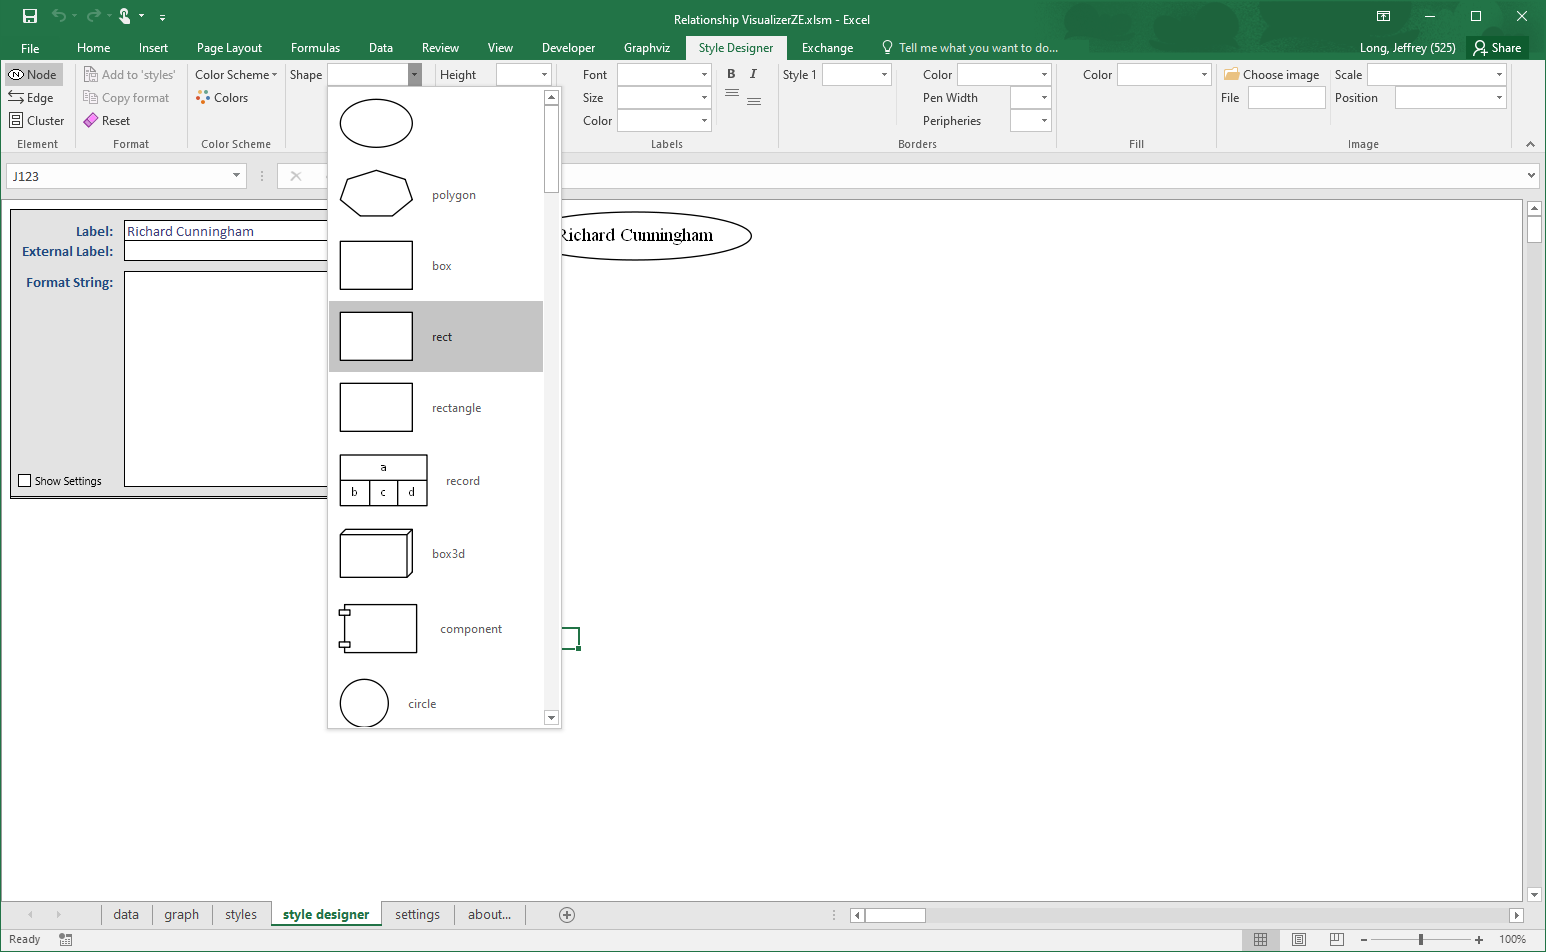 Relationship VisualizerZE.xlsm - Excel
File Home Insert Page Layout Formulas Data Review View Developer Graphviz Style Designer Exchange Tell me what you want to do... Long, Jeffrey (525) Share
Node Add to 'styles' Color Scheme Shape Height Font B I Style 1 Color Color Choose image Scale
Edge Copy format Colors Size Pen Width File Position
Cluster Reset Color Peripheries
Element Format Color Scheme Labels Borders Fill Image
J123
Label: Richard Cunningham
External Label:
Format String:
Show Settings
Richard Cunningham
polygon
box
rect
rectangle
a
b c d
record
box3d
component
circle
data graph styles style designer settings about...
Ready 100%